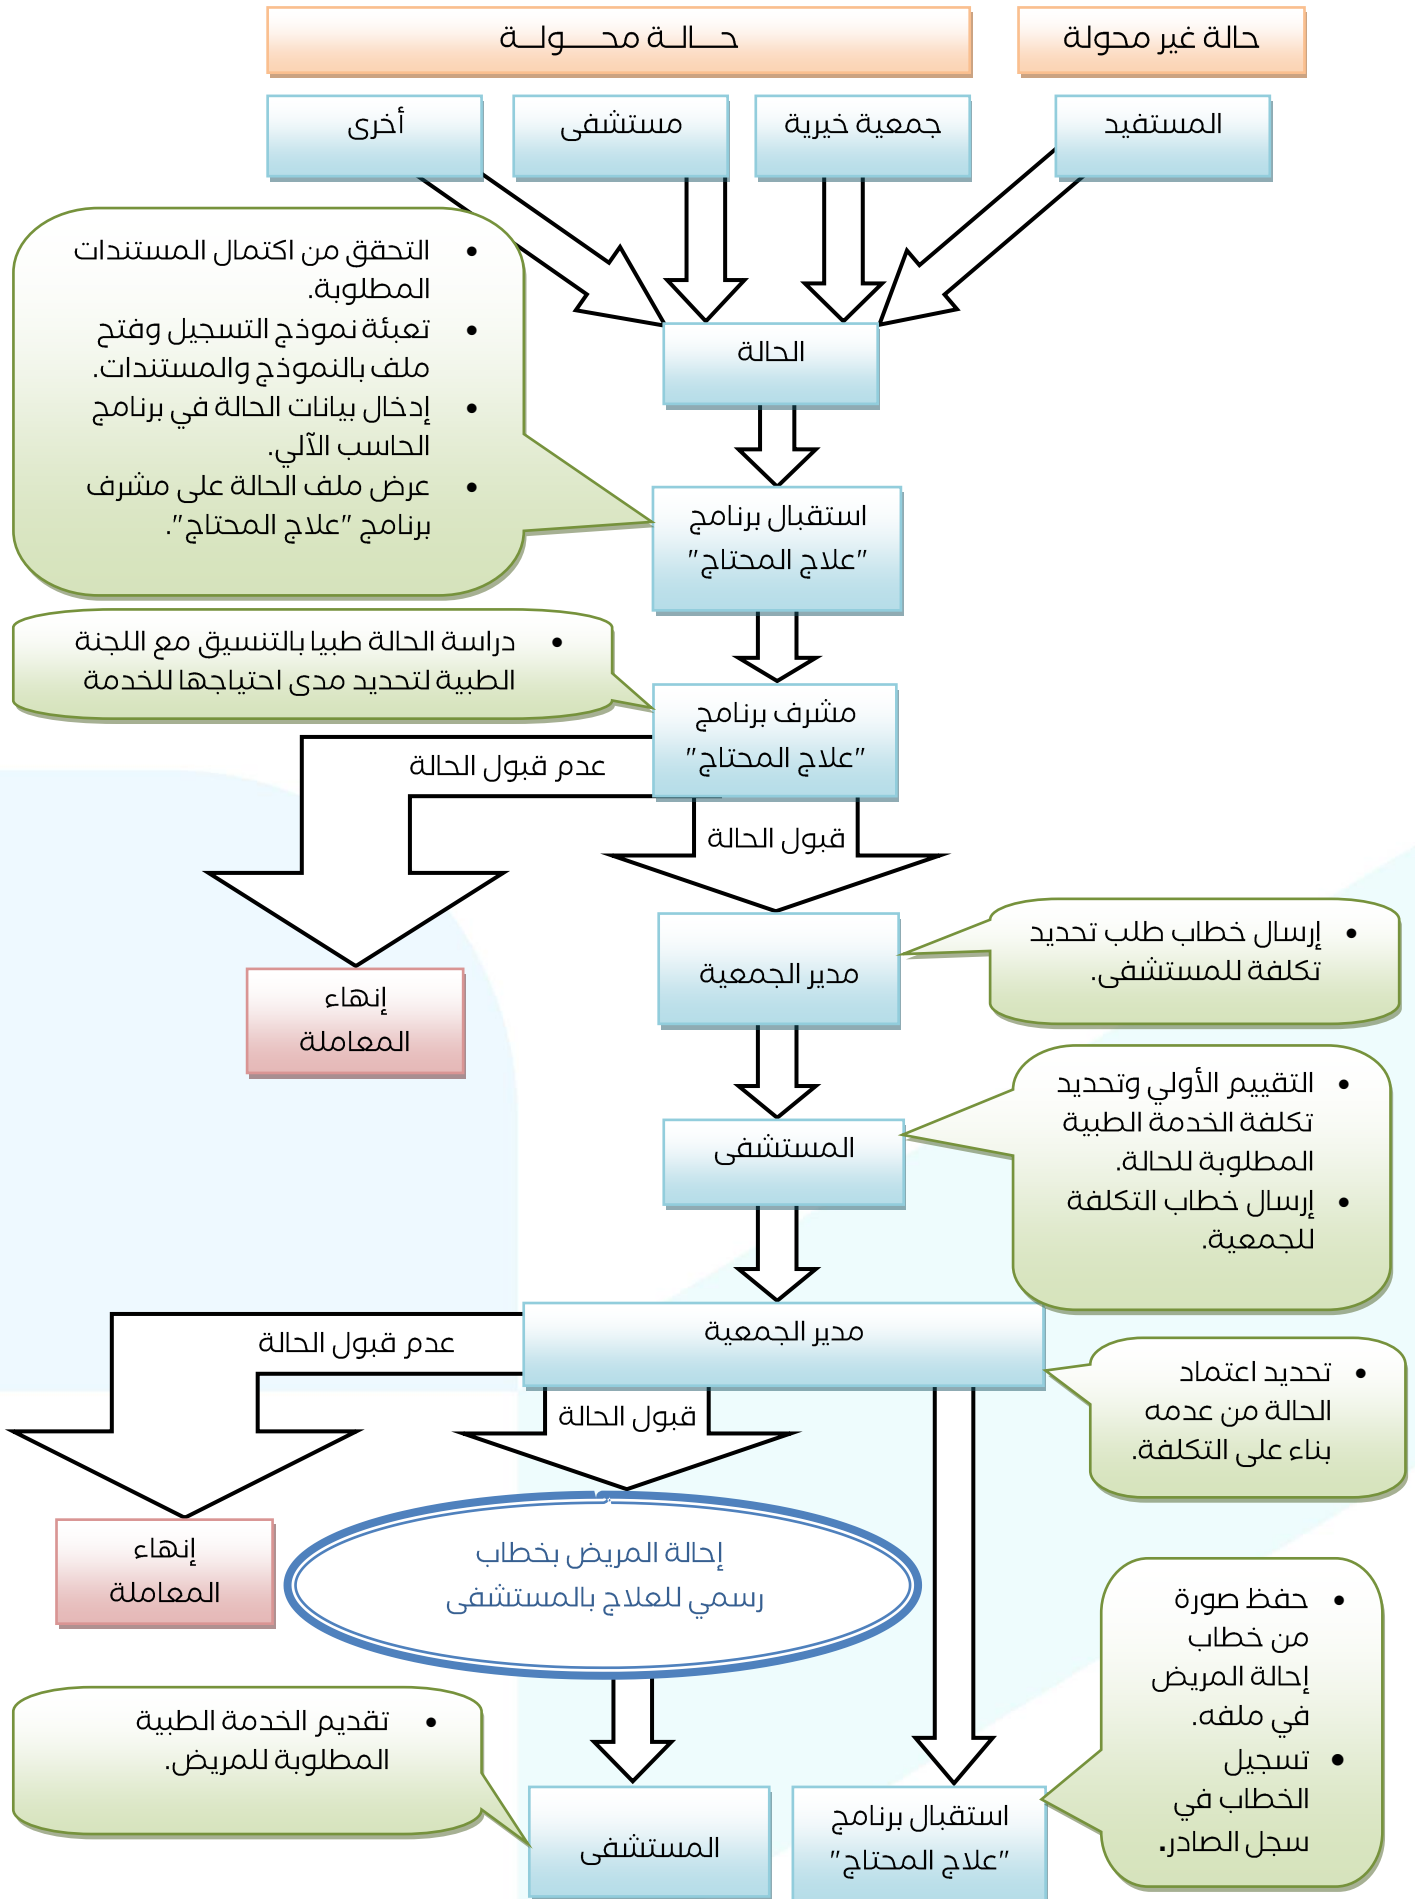 حالة غير محولة
حـــالــة محـــــولــة
المستفيد
جمعية خيرية
مستشفى
أخرى
• التحقق من اكتمال المستندات
المطلوبة.
• تعبئة نموذج التسجيل وفتح
ملف بالنموذج والمستندات.
• إدخال بيانات الحالة في برنامج
الحاسب الآلي.
• عرض ملف الحالة على مشرف
برنامج "علاج المحتاج".
الحالة
استقبال برنامج
"علاج المحتاج"
• دراسة الحالة طبيا بالتنسيق مع اللجنة
الطبية لتحديد مدى احتياجها للخدمة
مشرف برنامج
"علاج المحتاج"
عدم قبول الحالة
قبول الحالة
• إرسال خطاب طلب تحديد
تكلفة للمستشفى.
مدير الجمعية
إنهاء
المعاملة
• التقييم الأولي وتحديد
تكلفة الخدمة الطبية
المطلوبة للحالة.
• إرسال خطاب التكلفة
للجمعية.
المستشفى
مدير الجمعية
عدم قبول الحالة
• تحديد اعتماد
الحالة من عدمه
بناء على التكلفة.
قبول الحالة
إنهاء
المعاملة
إحالة المريض بخطاب
رسمي للعلاج بالمستشفى
• حفظ صورة
من خطاب
إحالة المريض
في ملفه.
• تسجيل
الخطاب في
سجل الصادر.
• تقديم الخدمة الطبية
المطلوبة للمريض.
استقبال برنامج
"علاج المحتاج"
المستشفى